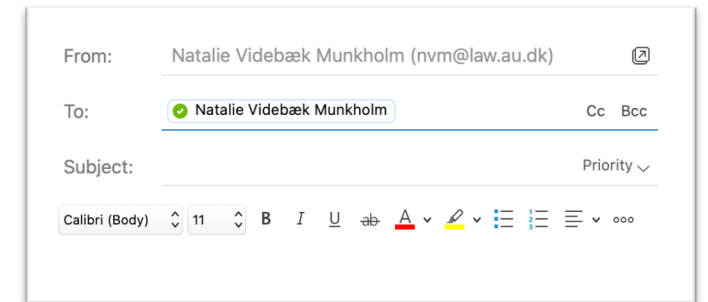 From: Natalie Videbæk Munkholm (nvm@law.au.dk)
To: Natalie Videbæk Munkholm Cc Bcc
Subject: Priority
Calibri (Body) 11 B I U ab A